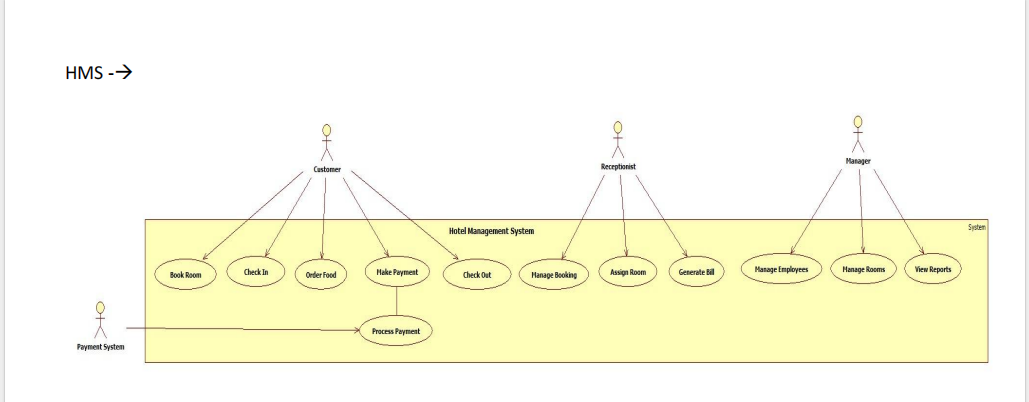 HMS -→
Customer
Receptionist
Manager
Hotel Management System
System
Book Room
Check In
Order Food
Make Payment
Check Out
Manage Booking
Assign Room
Generate Bill
Manage Employees
Manage Rooms
View Reports
Process Payment
Payment System